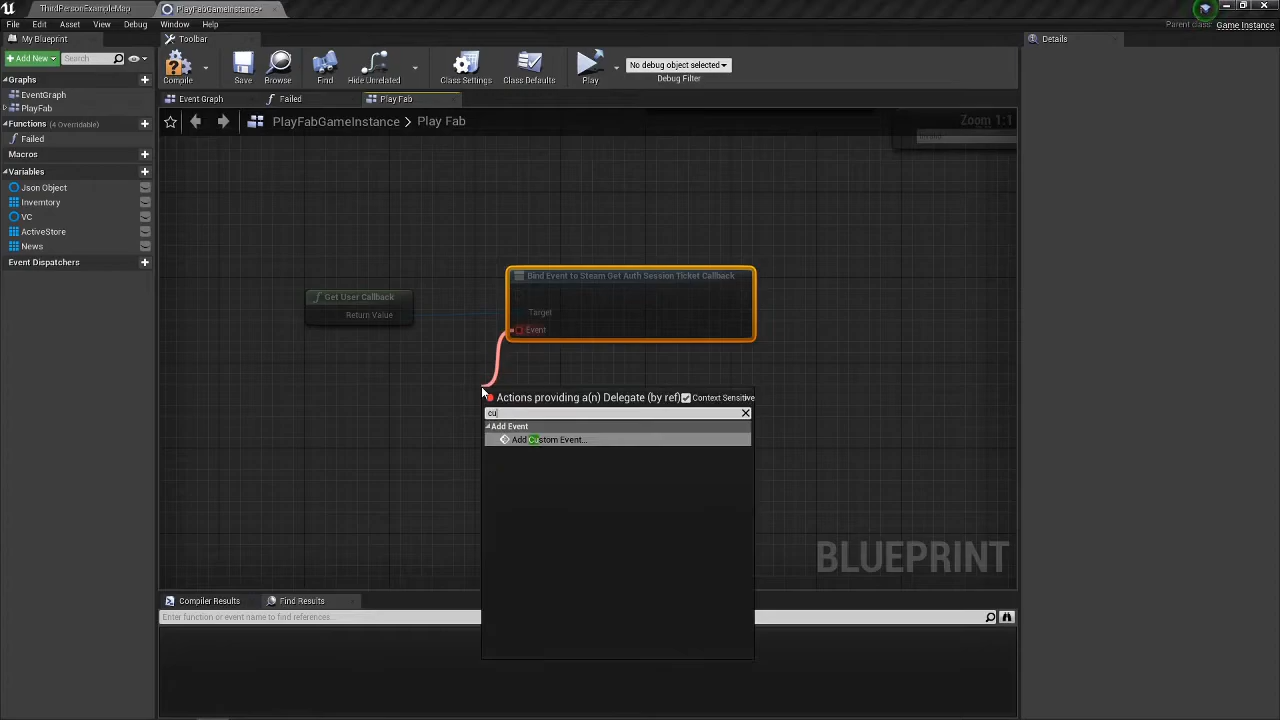 ThirdPersonExampleMap
PlayFabGameInstance*
File Edit Asset View Debug Window Help
Parent class: Game Instance
My Blueprint
Toolbar
Details
Add New
Search
Compile
Save
Browse
Find
Hide Unrelated
Class Settings
Class Defaults
Play
No debug object selected
Debug Filter
Graphs
EventGraph
PlayFab
Functions (4 Overridable)
Failed
Macros
Variables
Json Object
Invemtory
VC
ActiveStore
News
Event Dispatchers
Event Graph
Failed
Play Fab
PlayFabGameInstance > Play Fab
Zoom 1:1
Bind Event to Steam Get Auth Session Ticket Callback
Target
Event
Get User Callback
Return Value
Actions providing a(n) Delegate (by ref)
Context Sensitive
cu
Add Event
Add Custom Event...
BLUEPRINT
Compiler Results
Find Results
Enter function or event name to find references...